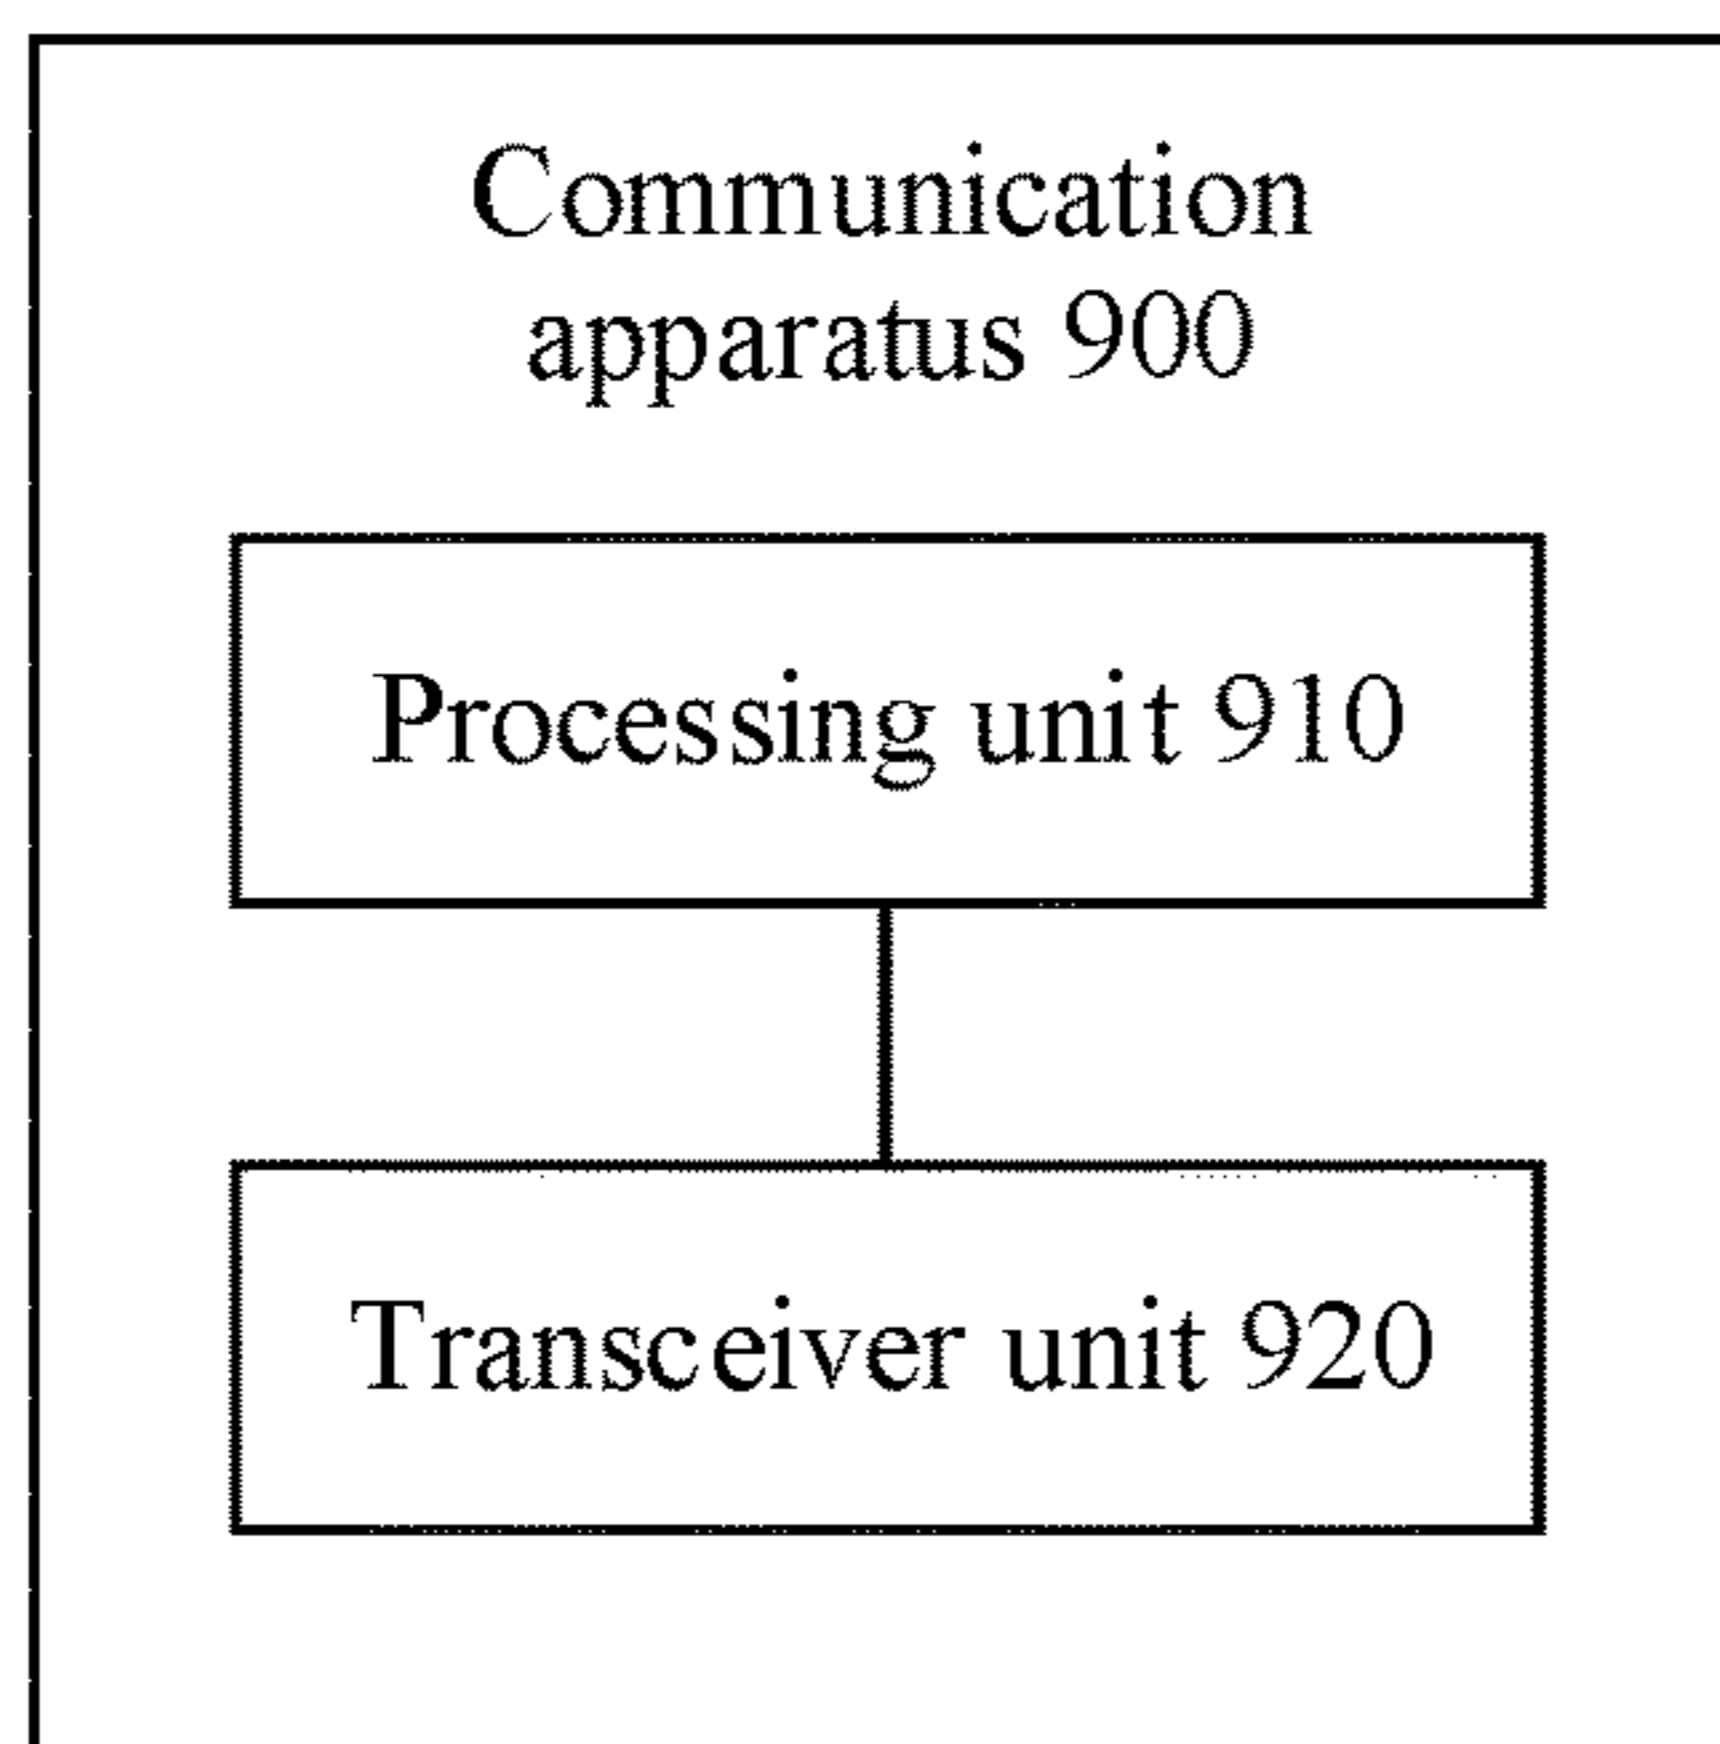 Communication
apparatus 900
Processing unit 910
Transceiver unit 920